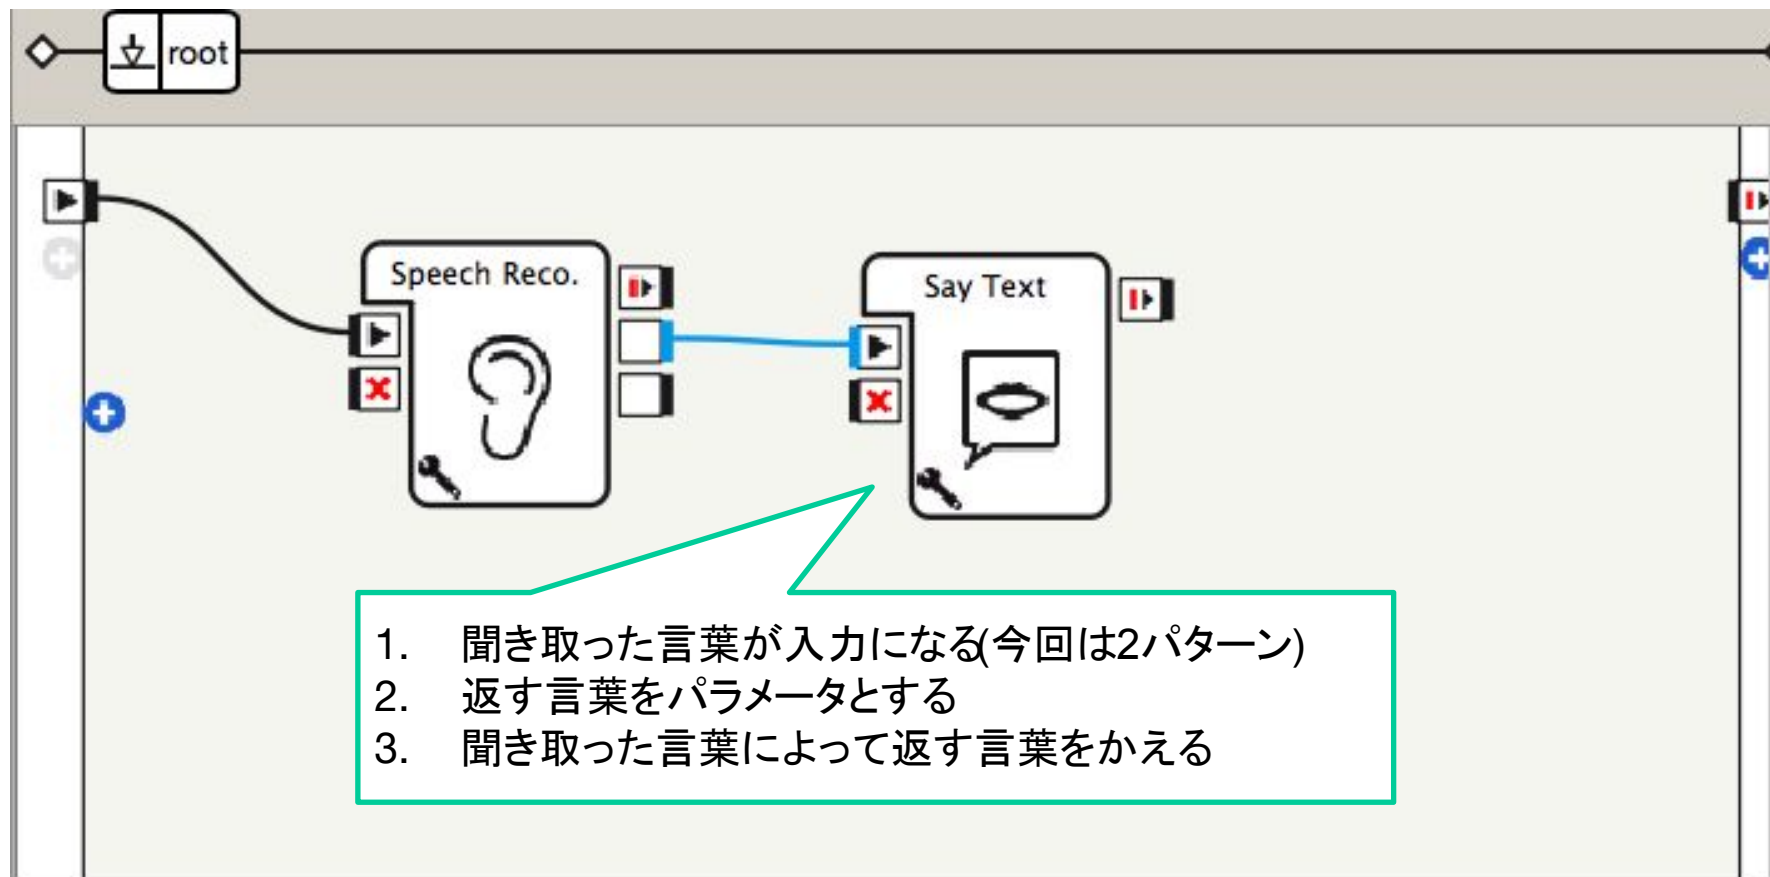 root
Speech Reco.
Say Text
1. 聞き取った言葉が入力になる(今回は2パターン)
2. 返す言葉をパラメータとする
3. 聞き取った言葉によって返す言葉をかえる